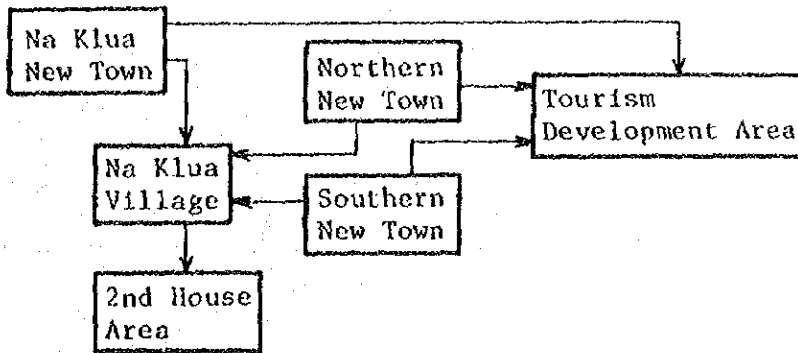 Na Klua
New Town
Northern
New Town
Tourism
Development Area
Na Klua
Village
Southern
New Town
2nd House
Area